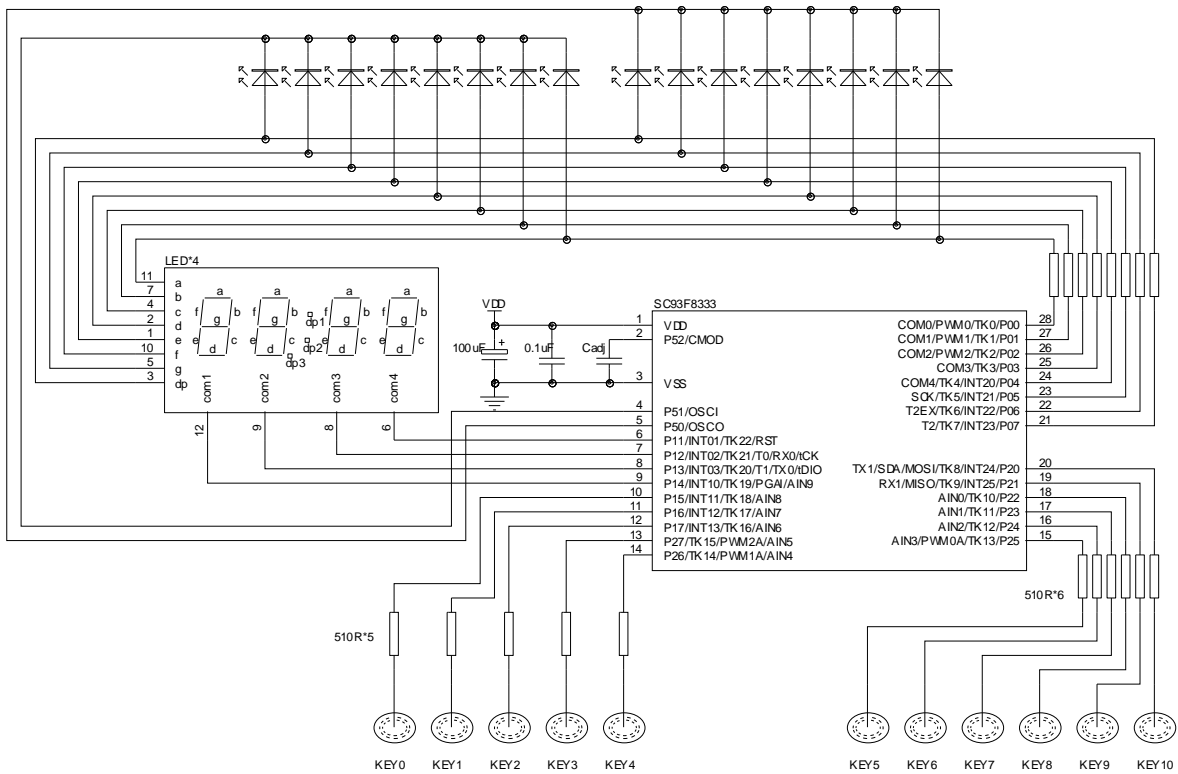 LED*4
11 a
7 b
4 c
2 d
1 e
10 f
5 g
3 dp
a a a a
f b f b f b f b
g g g g
dp1
e c e c e c e c
dp2
d d d d
dp3
com1 com2 com3 com4
12 9 8 6
VDD
100uF + 0.1uF Cadj
SC93F8333
1 VDD
2 P52/CMOD
3 VSS
4 P51/OSCI
5 P50/OSCO
6 P11/INT01/TK22/RST
7 P12/INT02/TK21/T0/RX0/tCK
8 P13/INT03/TK20/T1/TX0/tDIO
9 P14/INT10/TK19/PGAI/AIN9
10 P15/INT11/TK18/AIN8
11 P16/INT12/TK17/AIN7
12 P17/INT13/TK16/AIN6
13 P27/TK15/PWM2A/AIN5
14 P26/TK14/PWM1A/AIN4
COM0/PWM0/TK0/P00 28
COM1/PWM1/TK1/P01 27
COM2/PWM2/TK2/P02 26
COM3/TK3/P03 25
COM4/TK4/INT20/P04 24
SCK/TK5/INT21/P05 23
T2EX/TK6/INT22/P06 22
T2/TK7/INT23/P07 21
TX1/SDA/MOSI/TK8/INT24/P20 20
RX1/MISO/TK9/INT25/P21 19
AIN0/TK10/P22 18
AIN1/TK11/P23 17
AIN2/TK12/P24 16
AIN3/PWM0A/TK13/P25 15
510R*5
510R*6
KEY0 KEY1 KEY2 KEY3 KEY4 KEY5 KEY6 KEY7 KEY8 KEY9 KEY10